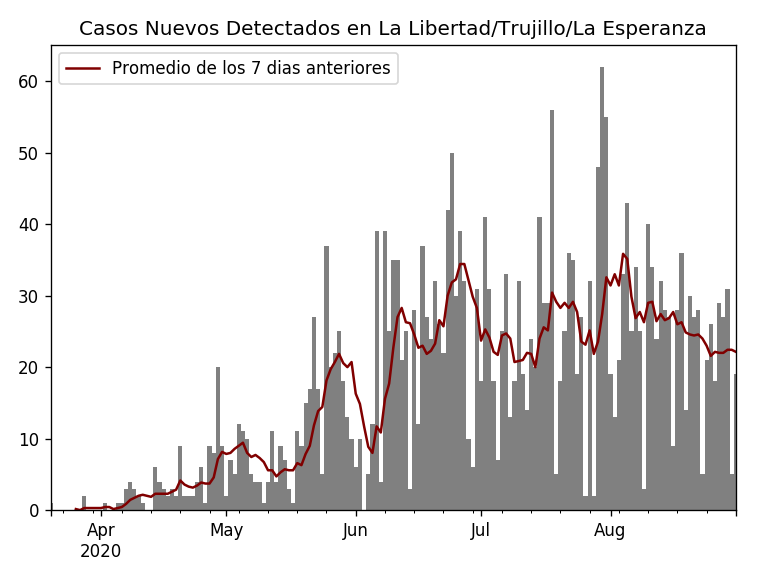 Casos Nuevos Detectados en La Libertad/Trujillo/La Esperanza
Promedio de los 7 dias anteriores
60
50
40
30
20
10
0
Apr
2020
May
Jun
Jul
Aug